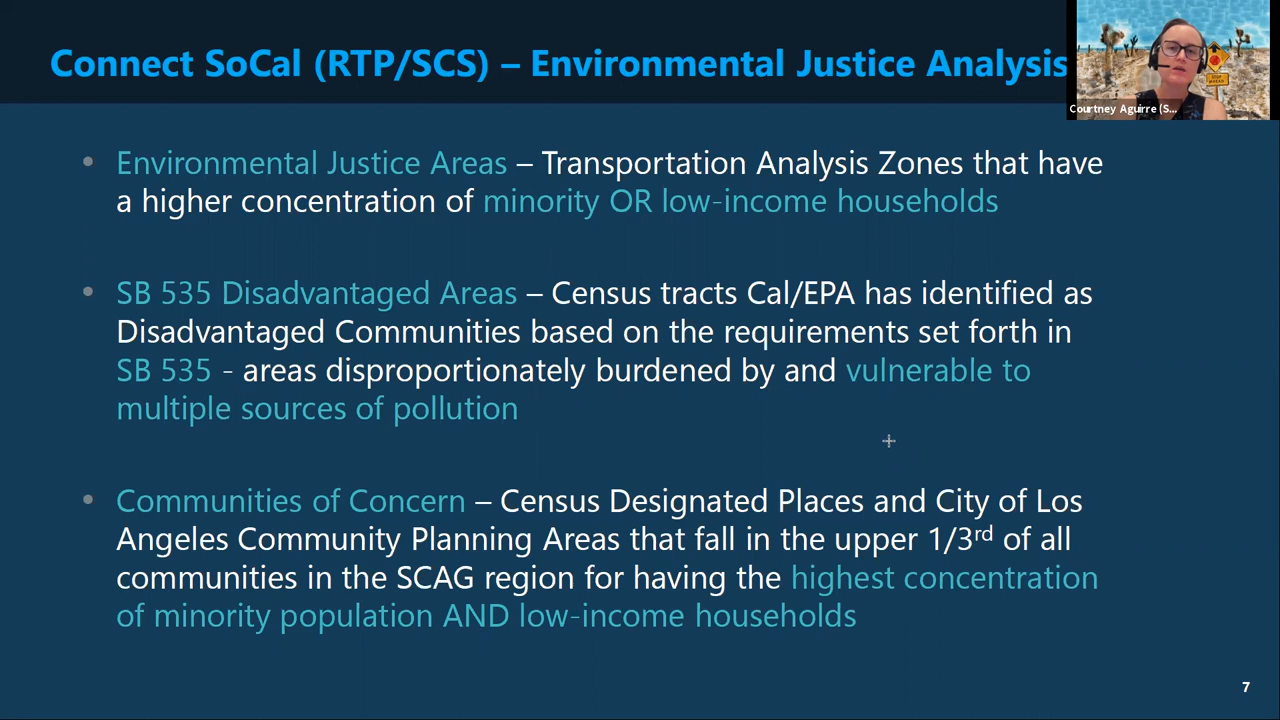 Connect SoCal (RTP/SCS) – Environmental Justice Analysis
Courtney Aguirre (S...
• Environmental Justice Areas – Transportation Analysis Zones that have
a higher concentration of minority OR low-income households
• SB 535 Disadvantaged Areas – Census tracts Cal/EPA has identified as
Disadvantaged Communities based on the requirements set forth in
SB 535 - areas disproportionately burdened by and vulnerable to
multiple sources of pollution
• Communities of Concern – Census Designated Places and City of Los
Angeles Community Planning Areas that fall in the upper 1/3rd of all
communities in the SCAG region for having the highest concentration
of minority population AND low-income households
7